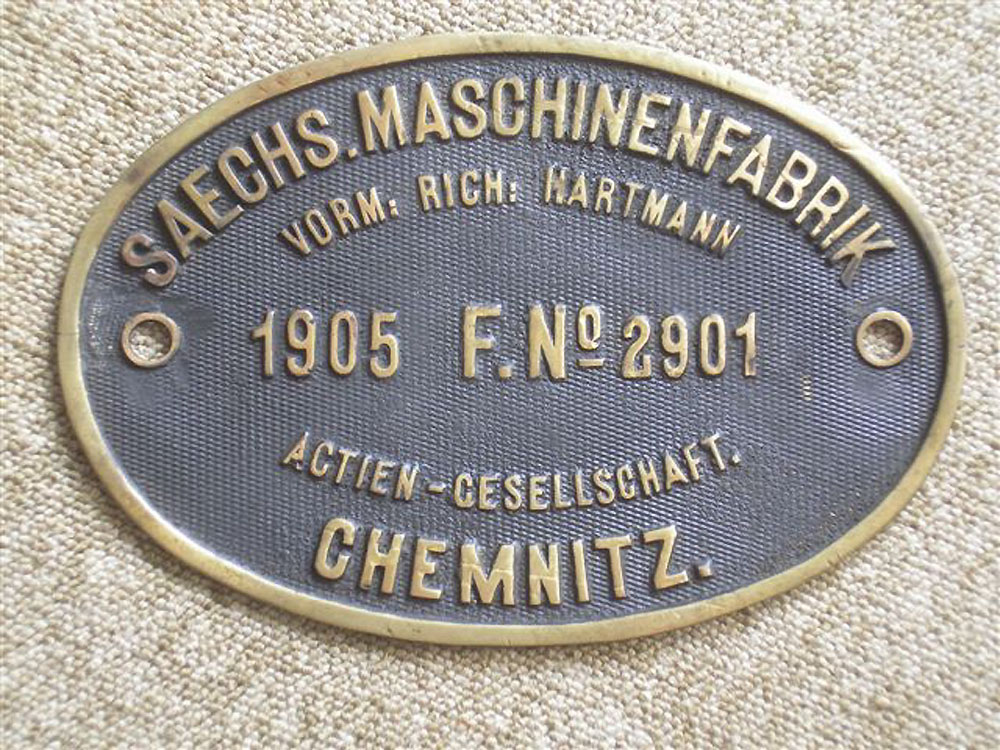 SAECHS. MASCHINENFABRIK
VORM: RICH: HARTMANN
1905 F. Nº 2901
ACTIEN-GESELLSCHAFT.
CHEMNITZ.